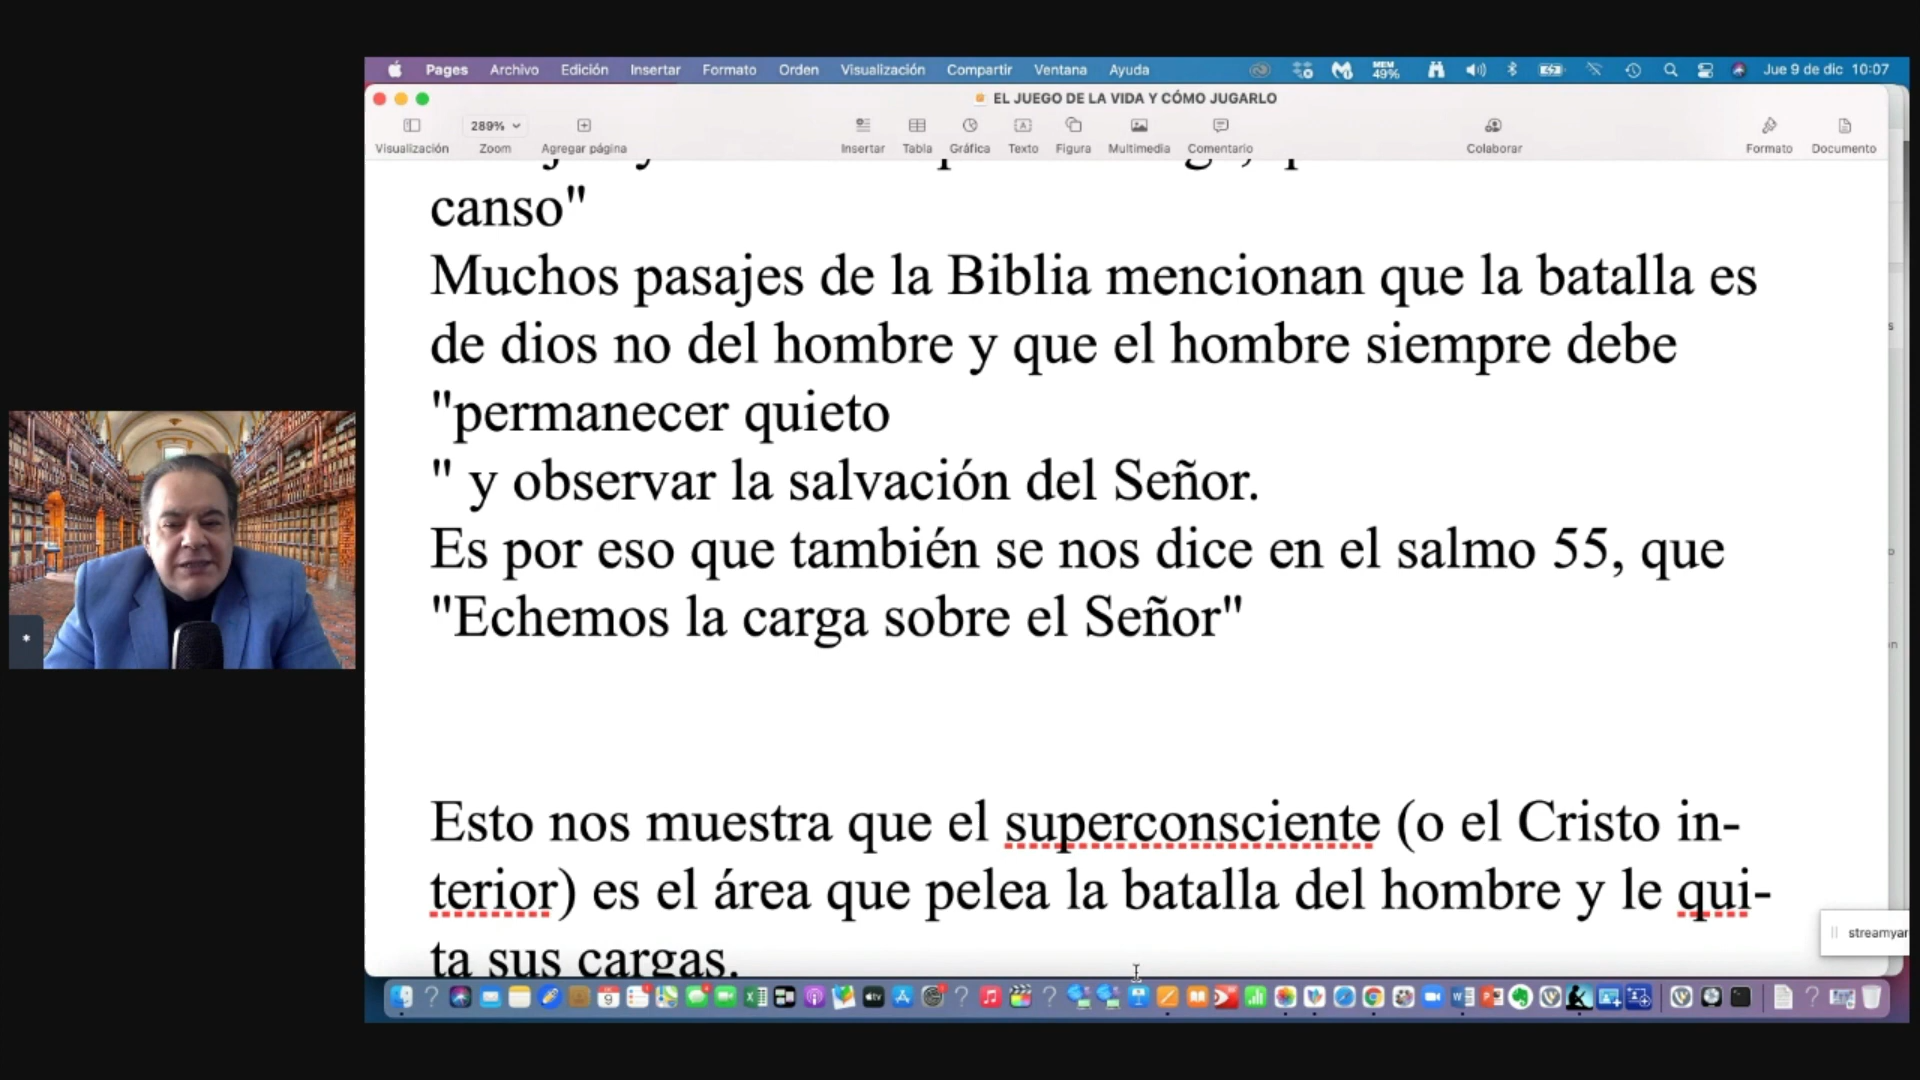 Pages Archivo Edición Insertar Formato Orden Visualización Compartir Ventana Ayuda MEM 49% Jue 9 de dic 10:07
EL JUEGO DE LA VIDA Y CÓMO JUGARLO
289%
Visualización Zoom Agregar página Insertar Tabla Gráfica Texto Figura Multimedia Comentario Colaborar Formato Documento
canso"
Muchos pasajes de la Biblia mencionan que la batalla es
de dios no del hombre y que el hombre siempre debe
"permanecer quieto
" y observar la salvación del Señor.
Es por eso que también se nos dice en el salmo 55, que
"Echemos la carga sobre el Señor"
Esto nos muestra que el superconsciente (o el Cristo in-
terior) es el área que pelea la batalla del hombre y le qui-
ta sus cargas.
streamyar